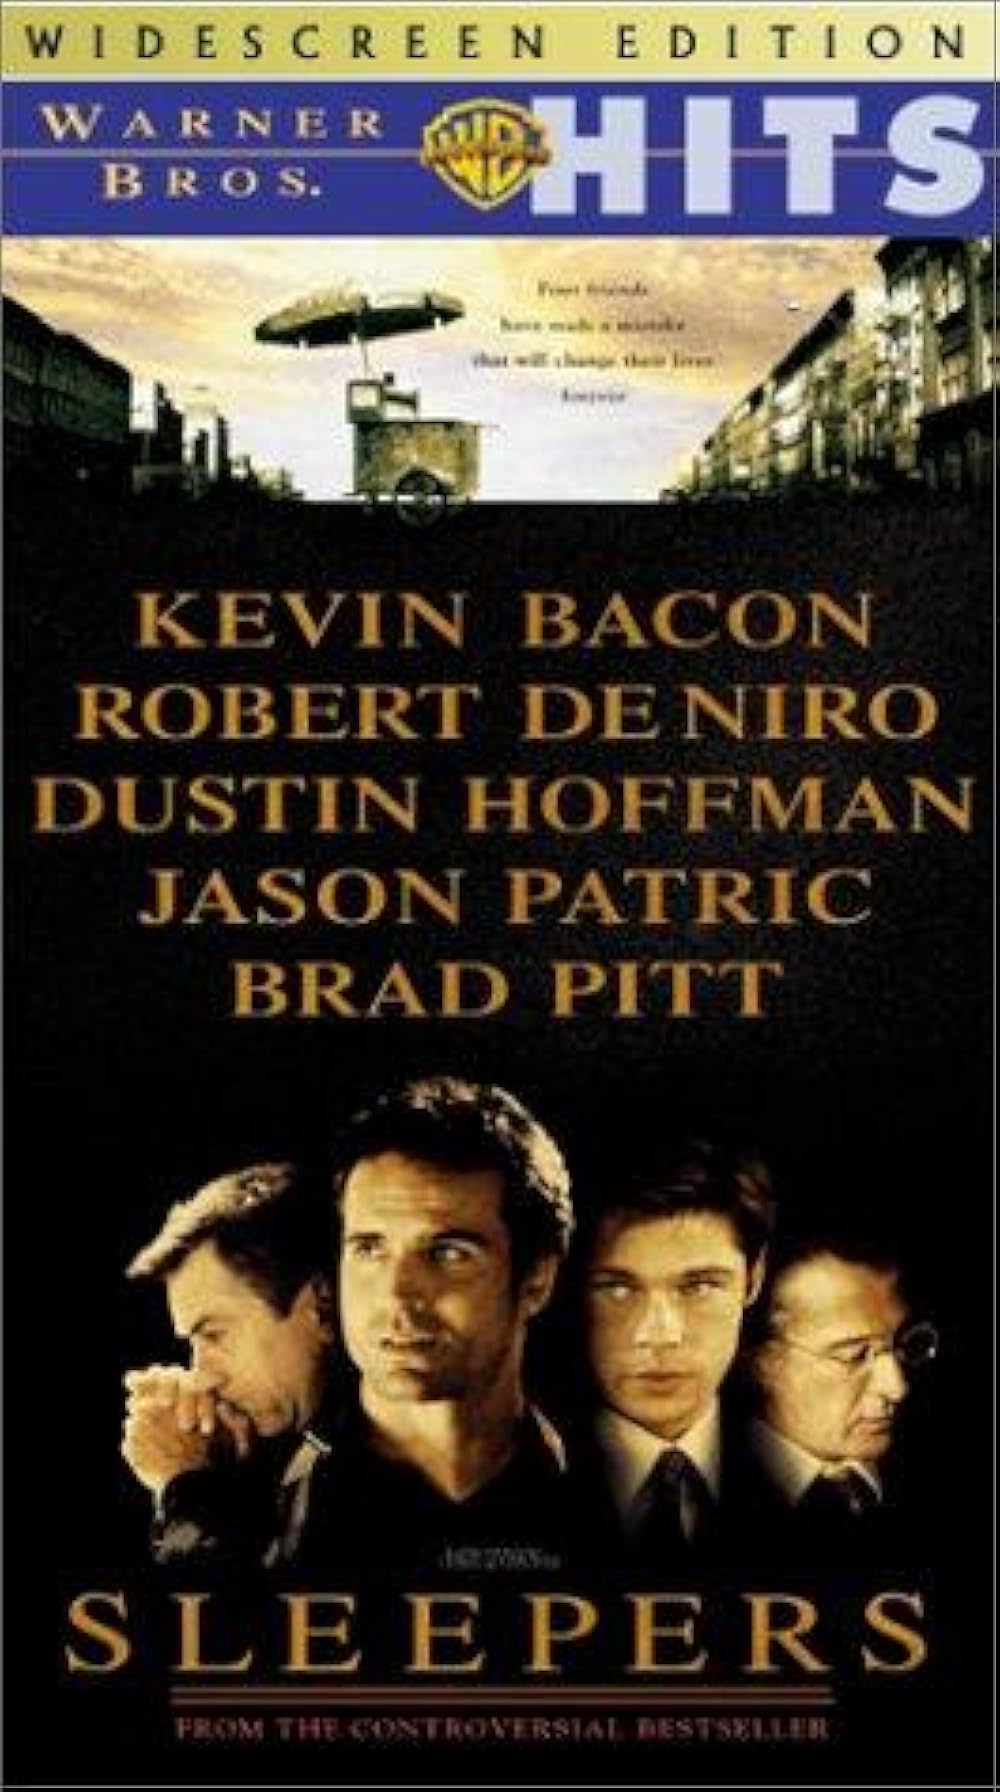 WIDESCREEN EDITION
WARNER BROS. WB HITS
Four friends
have made a mistake
that will change their lives
forever
KEVIN BACON
ROBERT DE NIRO
DUSTIN HOFFMAN
JASON PATRIC
BRAD PITT
SLEEPERS
FROM THE CONTROVERSIAL BESTSELLER